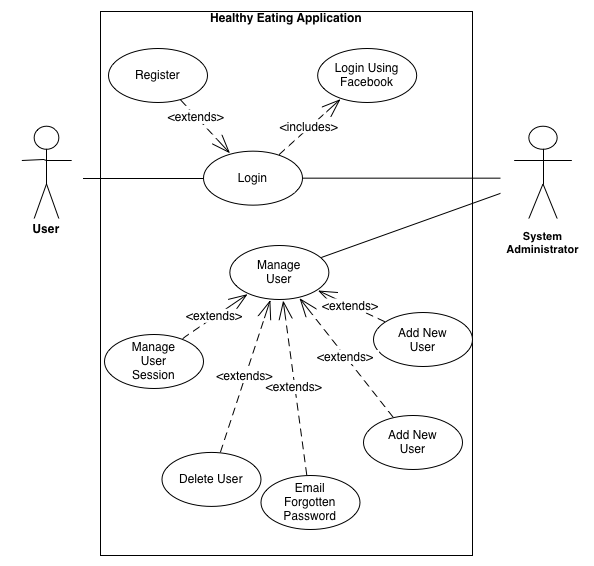 Healthy Eating Application
Register
Login Using
Facebook
<extends>
<includes>
Login
User
System
Administrator
Manage
User
<extends>
<extends>
Add New
User
Manage
User
Session
<extends>
<extends>
<extends>
Add New
User
Delete User
Email
Forgotten
Password